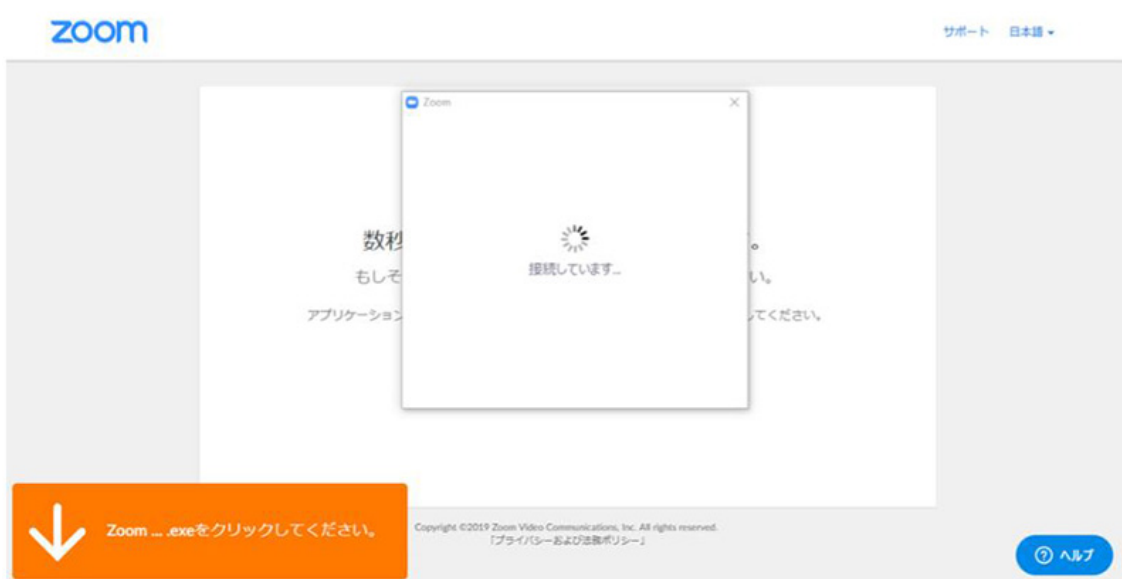 zoom
サポート 日本語
Zoom
数秒 。
もしそ い。
アプリケーション してください。
接続しています...
Zoom ... .exeをクリックしてください。
Copyright ©2019 Zoom Video Communications, Inc. All rights reserved.
「プライバシーおよび法務ポリシー」
ヘルプ